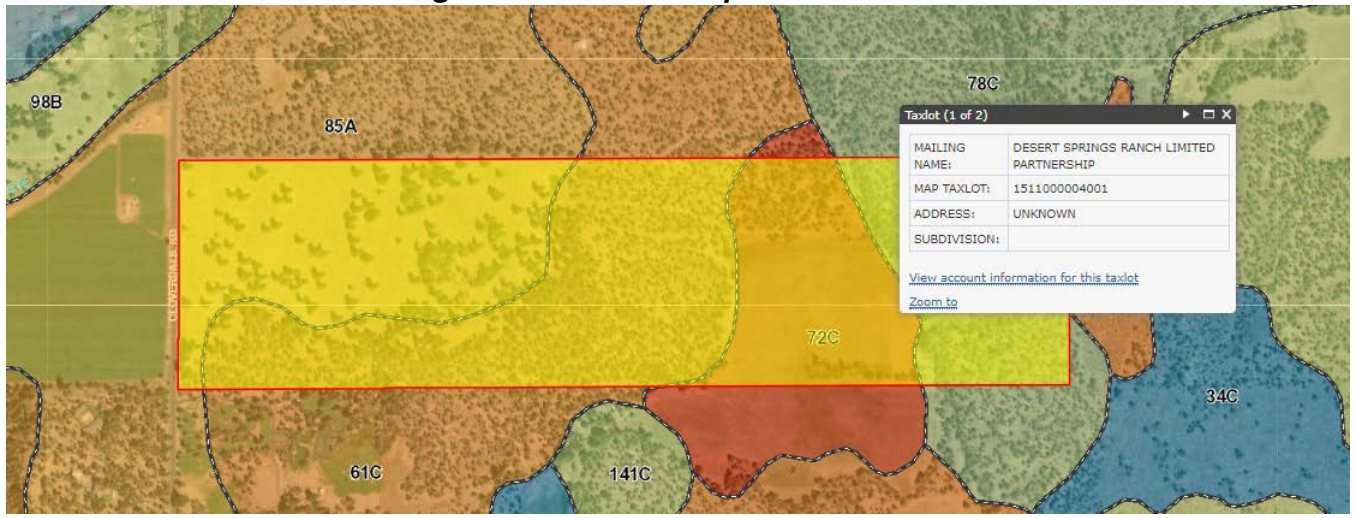 78C
98B
85A
Taxlot (1 of 2)
MAILING NAME: DESERT SPRINGS RANCH LIMITED PARTNERSHIP
MAP TAXLOT: 1511000004001
ADDRESS: UNKNOWN
SUBDIVISION:
View account information for this taxlot
Zoom to
CLOVERDALE RD
72C
34C
61C
141C